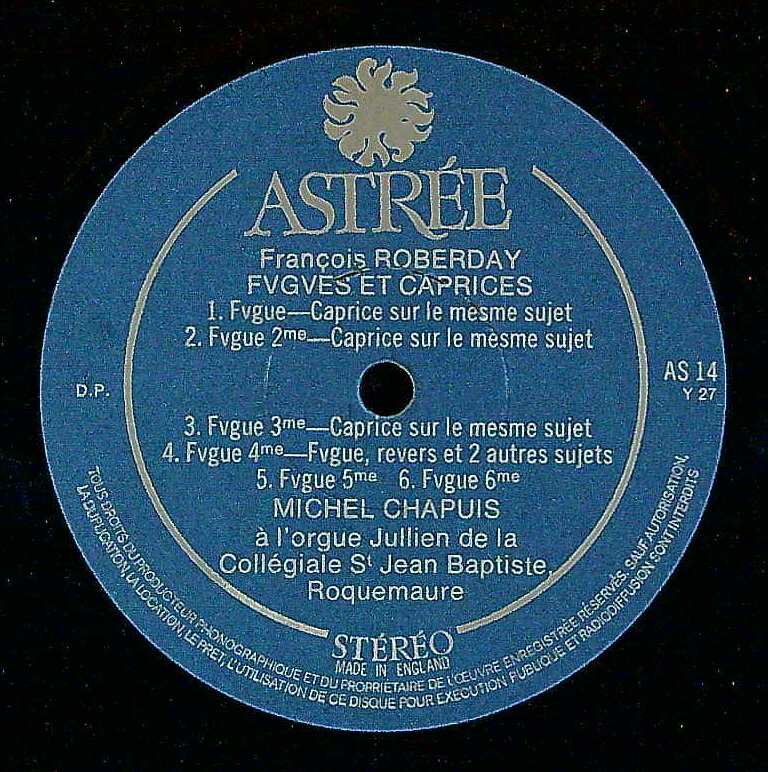 ASTRÉE
François ROBERDAY
FVGVES ET CAPRICES
1. Fvgue—Caprice sur le mesme sujet
2. Fvgue 2me—Caprice sur le mesme sujet
D.P.
AS 14
Y 27
3. Fvgue 3me—Caprice sur le mesme sujet
4. Fvgue 4me—Fvgue, revers et 2 autres sujets
5. Fvgue 5me 6. Fvgue 6me
MICHEL CHAPUIS
à l'orgue Jullien de la
Collégiale St Jean Baptiste,
Roquemaure
STÉRÉO
MADE IN ENGLAND
TOUS DROITS DU PRODUCTEUR PHONOGRAPHIQUE ET DU PROPRIÉTAIRE DE L'ŒUVRE ENREGISTRÉE RÉSERVÉS. SAUF AUTORISATION,
LA DUPLICATION, LA LOCATION, LE PRET, L'UTILISATION DE CE DISQUE POUR EXECUTION PUBLIQUE ET RADIODIFFUSION SONT INTERDITS